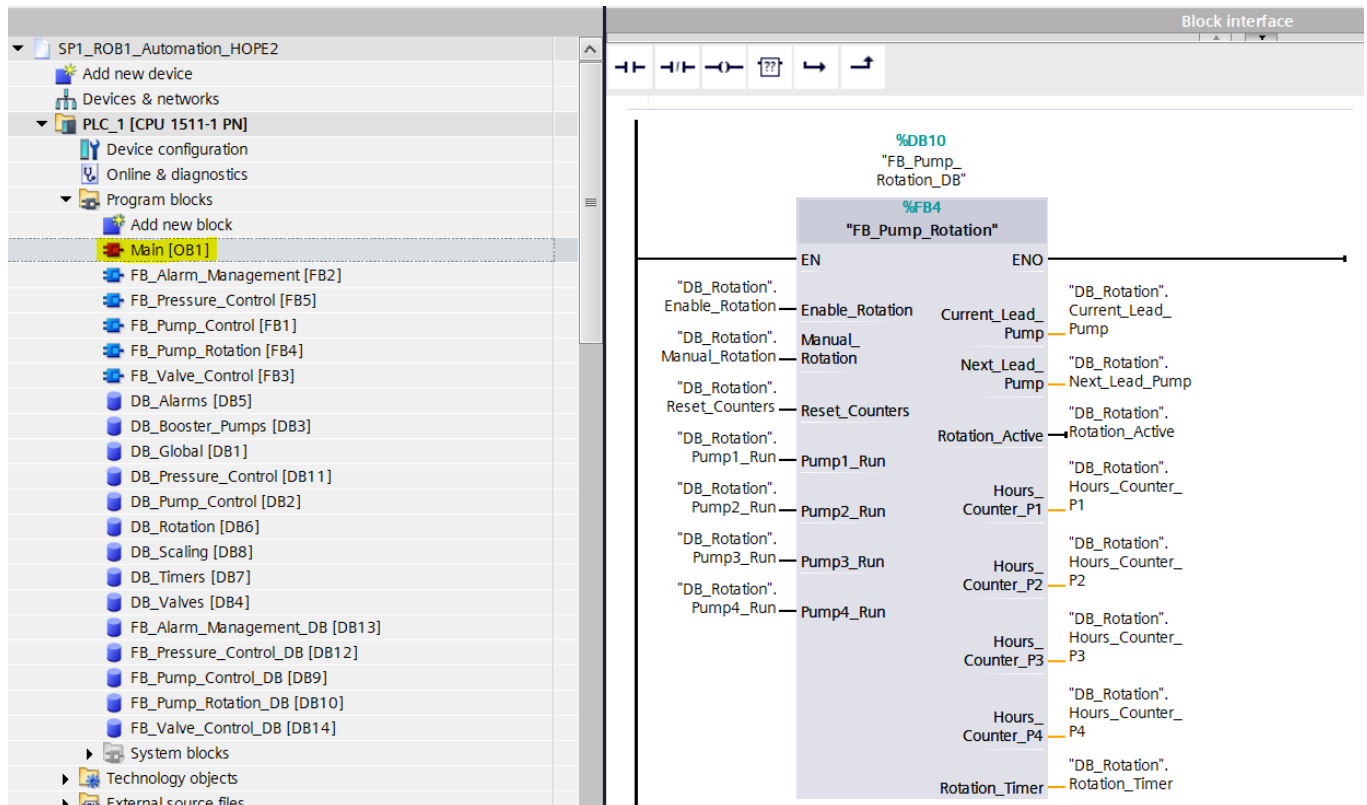 Block interface
SP1_ROB1_Automation_HOPE2
Add new device
Devices & networks
PLC_1 [CPU 1511-1 PN]
Device configuration
Online & diagnostics
Program blocks
Add new block
Main [OB1]
FB_Alarm_Management [FB2]
FB_Pressure_Control [FB5]
FB_Pump_Control [FB1]
FB_Pump_Rotation [FB4]
FB_Valve_Control [FB3]
DB_Alarms [DB5]
DB_Booster_Pumps [DB3]
DB_Global [DB1]
DB_Pressure_Control [DB11]
DB_Pump_Control [DB2]
DB_Rotation [DB6]
DB_Scaling [DB8]
DB_Timers [DB7]
DB_Valves [DB4]
FB_Alarm_Management_DB [DB13]
FB_Pressure_Control_DB [DB12]
FB_Pump_Control_DB [DB9]
FB_Pump_Rotation_DB [DB10]
FB_Valve_Control_DB [DB14]
System blocks
Technology objects
External source files
??
%DB10
"FB_Pump_
Rotation_DB"
%FB4
"FB_Pump_Rotation"
EN
ENO
"DB_Rotation".
Enable_Rotation
Enable_Rotation
"DB_Rotation".
Manual_Rotation
Manual_
Rotation
"DB_Rotation".
Reset_Counters
Reset_Counters
"DB_Rotation".
Pump1_Run
Pump1_Run
"DB_Rotation".
Pump2_Run
Pump2_Run
"DB_Rotation".
Pump3_Run
Pump3_Run
"DB_Rotation".
Pump4_Run
Pump4_Run
Current_Lead_
Pump
"DB_Rotation".
Current_Lead_
Pump
Next_Lead_
Pump
"DB_Rotation".
Next_Lead_Pump
Rotation_Active
"DB_Rotation".
Rotation_Active
Hours_
Counter_P1
"DB_Rotation".
Hours_Counter_
P1
Hours_
Counter_P2
"DB_Rotation".
Hours_Counter_
P2
Hours_
Counter_P3
"DB_Rotation".
Hours_Counter_
P3
Hours_
Counter_P4
"DB_Rotation".
Hours_Counter_
P4
Rotation_Timer
"DB_Rotation".
Rotation_Timer